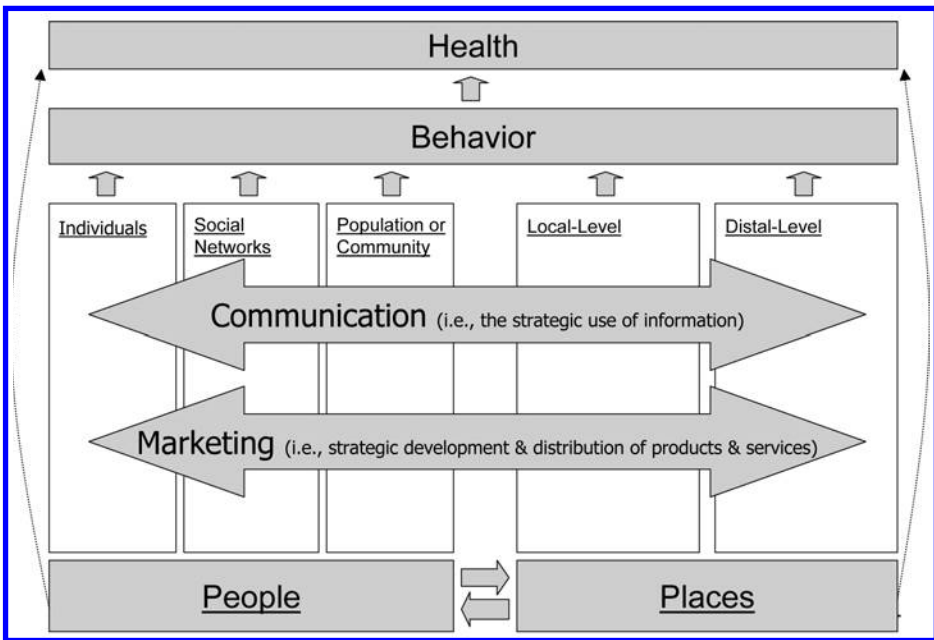 Health
Behavior
Individuals
Social
Networks
Population or
Community
Local-Level
Distal-Level
Communication (i.e., the strategic use of information)
Marketing (i.e., strategic development & distribution of products & services)
People
Places